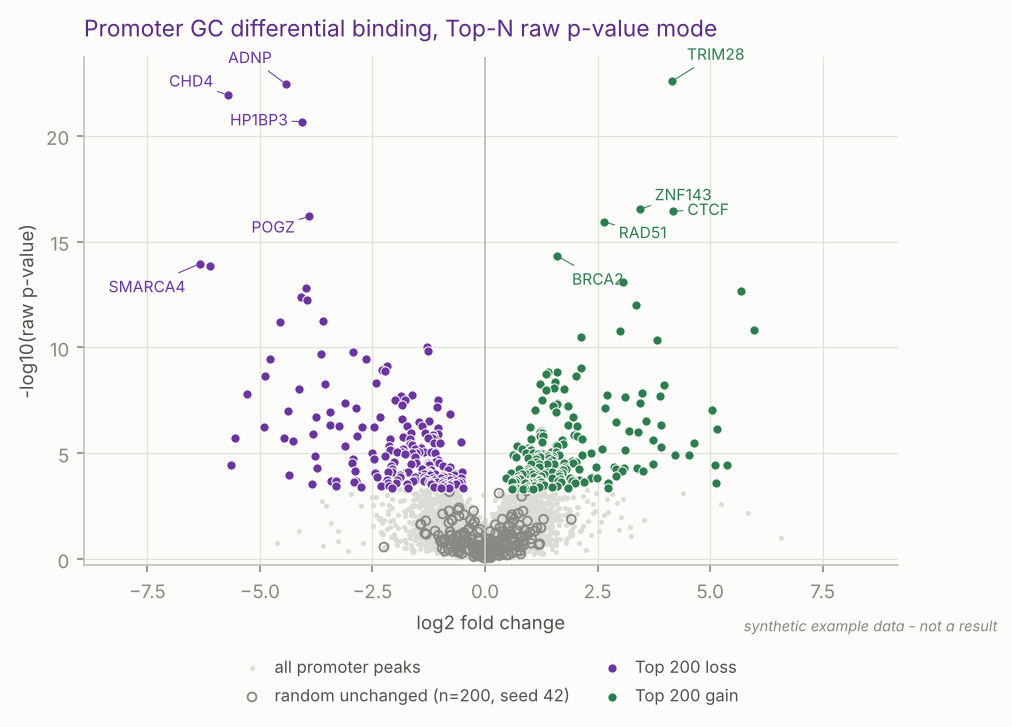 Promoter GC differential binding, Top-N raw p-value mode
TRIM28
ADNP
CHD4
HP1BP3
ZNF143
CTCF
POGZ
RAD51
BRCA2
SMARCA4
-log10(raw p-value)
20
15
10
5
0
−7.5 −5.0 −2.5 0.0 2.5 5.0 7.5
log2 fold change
synthetic example data - not a result
all promoter peaks
random unchanged (n=200, seed 42)
Top 200 loss
Top 200 gain